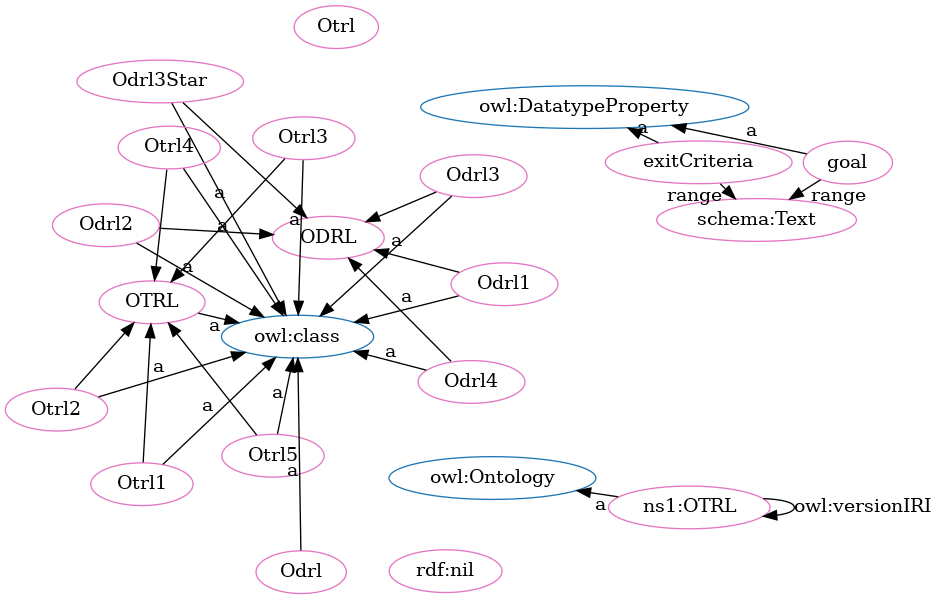 Otrl
Odrl3Star
owl:DatatypeProperty
a
a
Otrl4
Otrl3
exitCriteria
goal
Odrl3
a
range
range
Odrl2
a
schema:Text
ODRL
a
a
Odrl1
OTRL
a
a
owl:class
a
a
Odrl4
a
a
Otrl2
Otrl5
a
owl:Ontology
Otrl1
a
ns1:OTRL
owl:versionIRI
Odrl
rdf:nil